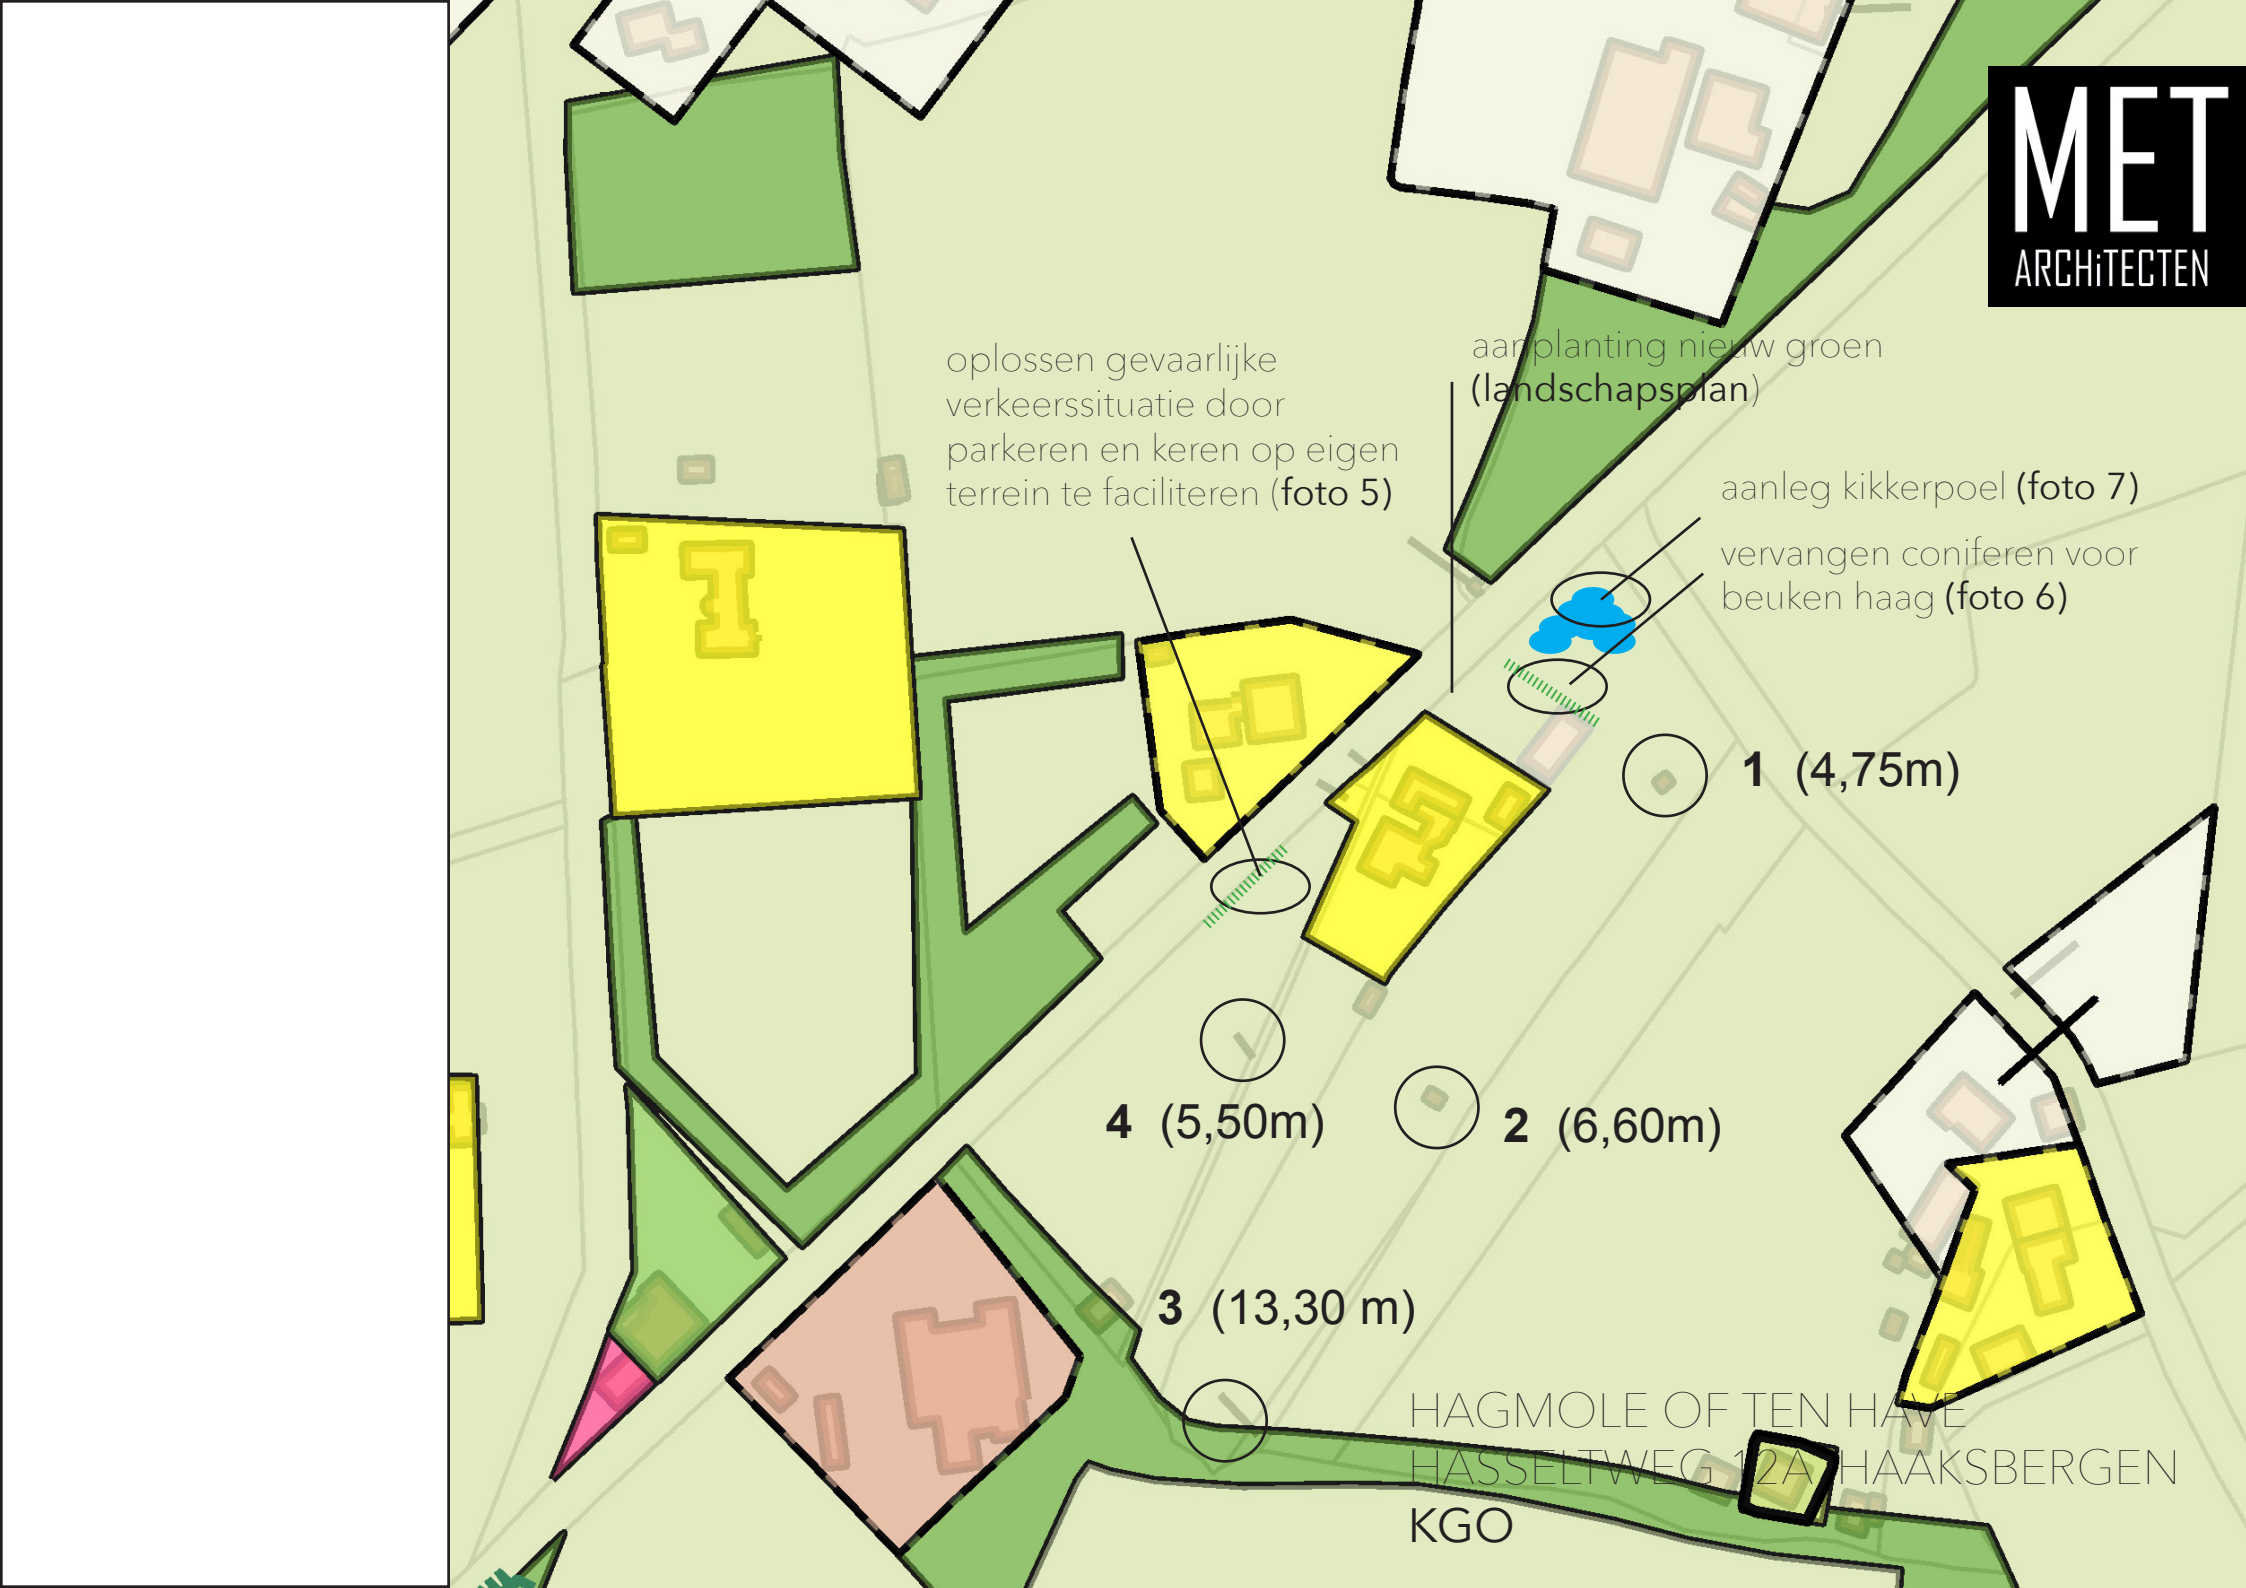 MET
ARCHiTECTEN
oplossen gevaarlijke
verkeerssituatie door
parkeren en keren op eigen
terrein te faciliteren (foto 5)
aanplanting nieuw groen
(landschapsplan)
aanleg kikkerpoel (foto 7)
vervangen coniferen voor
beuken haag (foto 6)
1 (4,75m)
4 (5,50m)
2 (6,60m)
3 (13,30 m)
HAGMOLE OF TEN HAVE
HASSELTWEG 12A HAAKSBERGEN
KGO